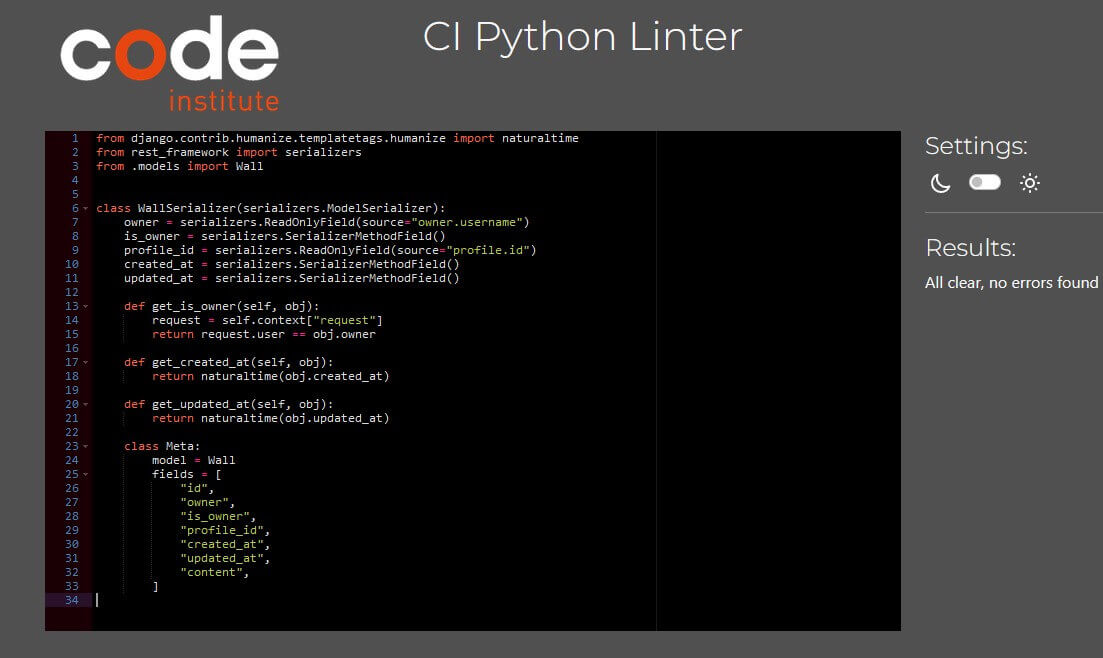 code
institute
CI Python Linter
1 from django.contrib.humanize.templatetags.humanize import naturaltime
2 from rest_framework import serializers
3 from .models import Wall
4
5
6 class WallSerializer(serializers.ModelSerializer):
7     owner = serializers.ReadOnlyField(source="owner.username")
8     is_owner = serializers.SerializerMethodField()
9     profile_id = serializers.ReadOnlyField(source="profile.id")
10     created_at = serializers.SerializerMethodField()
11     updated_at = serializers.SerializerMethodField()
12
13     def get_is_owner(self, obj):
14         request = self.context["request"]
15         return request.user == obj.owner
16
17     def get_created_at(self, obj):
18         return naturaltime(obj.created_at)
19
20     def get_updated_at(self, obj):
21         return naturaltime(obj.updated_at)
22
23     class Meta:
24         model = Wall
25         fields = [
26             "id",
27             "owner",
28             "is_owner",
29             "profile_id",
30             "created_at",
31             "updated_at",
32             "content",
33         ]
34
Settings:
Results:
All clear, no errors found